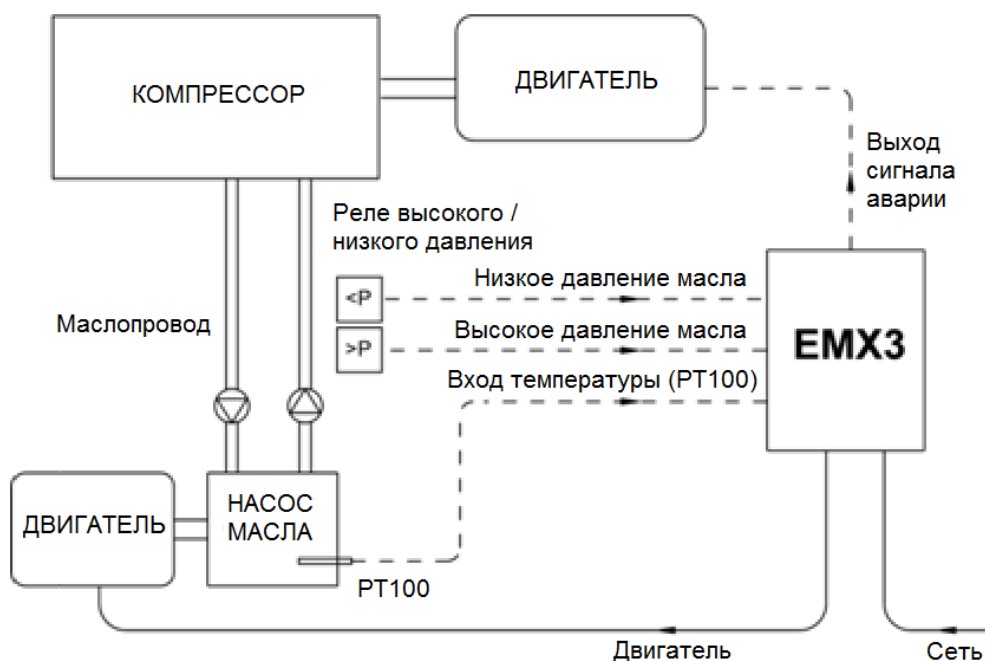 КОМПРЕССОР
ДВИГАТЕЛЬ
Выход
сигнала
аварии
Реле высокого /
низкого давления
<P
Низкое давление масла
Маслопровод
>P
Высокое давление масла
EMX3
Вход температуры (PT100)
ДВИГАТЕЛЬ
НАСОС
МАСЛА
PT100
Двигатель
Сеть